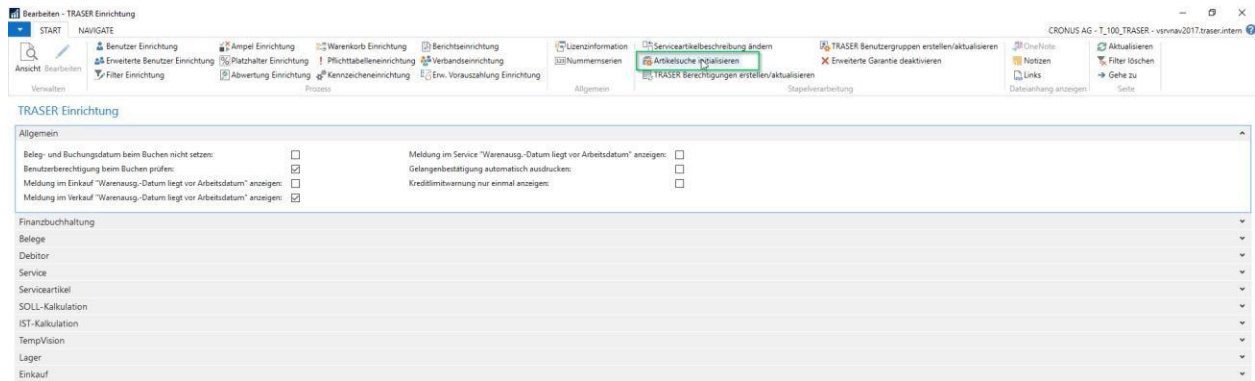 Bearbeiten - TRASER Einrichtung
START NAVIGATE
CRONUS AG - T_100_TRASER - vsrvnav2017.traser.intern
Ansicht Bearbeiten
Benutzer Einrichtung Ampel Einrichtung Warenkorb Einrichtung Berichtseinrichtung
Erweiterte Benutzer Einrichtung Platzhalter Einrichtung Pflichttabelleneinrichtung Verbandseinrichtung
Filter Einrichtung Abwertung Einrichtung Kennzeicheneinrichtung Erw. Vorauszahlung Einrichtung
Lizenzinformation
Nummernserien
Serviceartikelbeschreibung ändern TRASER Benutzergruppen erstellen/aktualisieren
Artikelsuche initialisieren Erweiterte Garantie deaktivieren
TRASER Berechtigungen erstellen/aktualisieren
OneNote
Notizen
Links
Aktualisieren
Filter löschen
Gehe zu
Verwalten Prozess Allgemein Stapelverarbeitung Dateianhang anzeigen Seite
TRASER Einrichtung
Allgemein
Beleg- und Buchungsdatum beim Buchen nicht setzen:
Benutzerberechtigung beim Buchen prüfen:
Meldung im Einkauf "Warenausg.-Datum liegt vor Arbeitsdatum" anzeigen:
Meldung im Verkauf "Warenausg.-Datum liegt vor Arbeitsdatum" anzeigen:
Meldung im Service "Warenausg.-Datum liegt vor Arbeitsdatum" anzeigen:
Gelangenbestätigung automatisch ausdrucken:
Kreditlimitwarnung nur einmal anzeigen:
Finanzbuchhaltung
Belege
Debitor
Service
Serviceartikel
SOLL-Kalkulation
IST-Kalkulation
TempVision
Lager
Einkauf